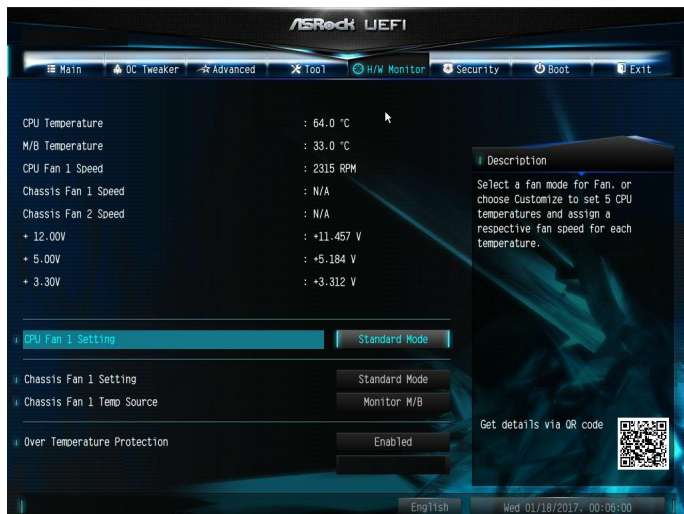 ASRock UEFI
Main OC Tweaker Advanced Tool H/W Monitor Security Boot Exit
CPU Temperature : 64.0 °C
M/B Temperature : 33.0 °C
CPU Fan 1 Speed : 2315 RPM
Chassis Fan 1 Speed : N/A
Chassis Fan 2 Speed : N/A
+ 12.00V : +11.457 V
+ 5.00V : +5.184 V
+ 3.30V : +3.312 V
CPU Fan 1 Setting Standard Mode
Chassis Fan 1 Setting Standard Mode
Chassis Fan 1 Temp Source Monitor M/B
Over Temperature Protection Enabled
Description
Select a fan mode for Fan, or
choose Customize to set 5 CPU
temperatures and assign a
respective fan speed for each
temperature.
Get details via QR code
English Wed 01/18/2017, 00:06:00